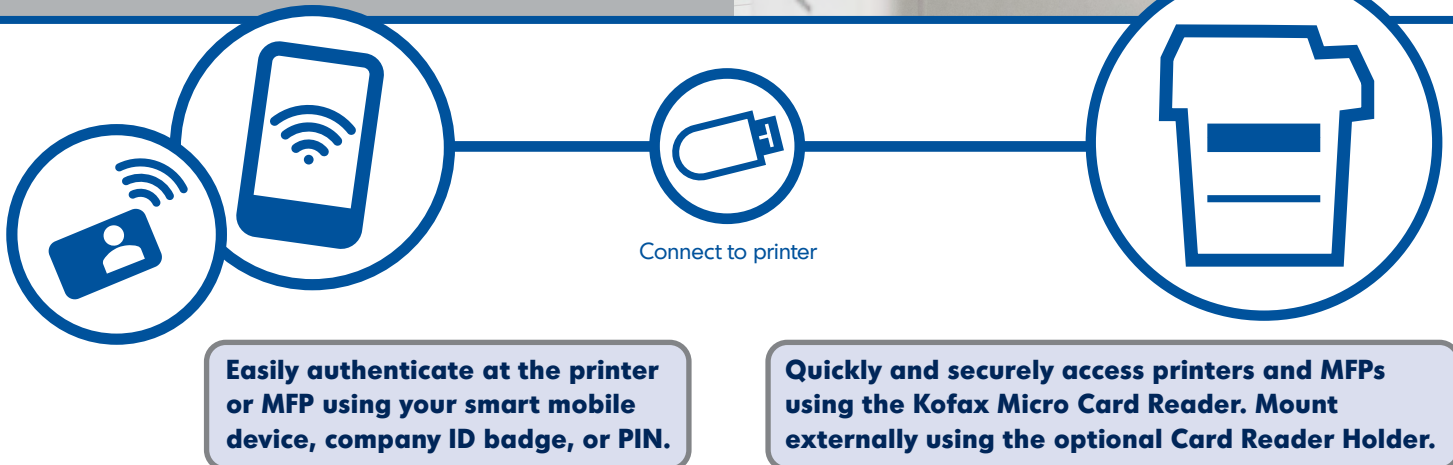 Connect to printer
Easily authenticate at the printer
or MFP using your smart mobile
device, company ID badge, or PIN.
Quickly and securely access printers and MFPs
using the Kofax Micro Card Reader. Mount
externally using the optional Card Reader Holder.